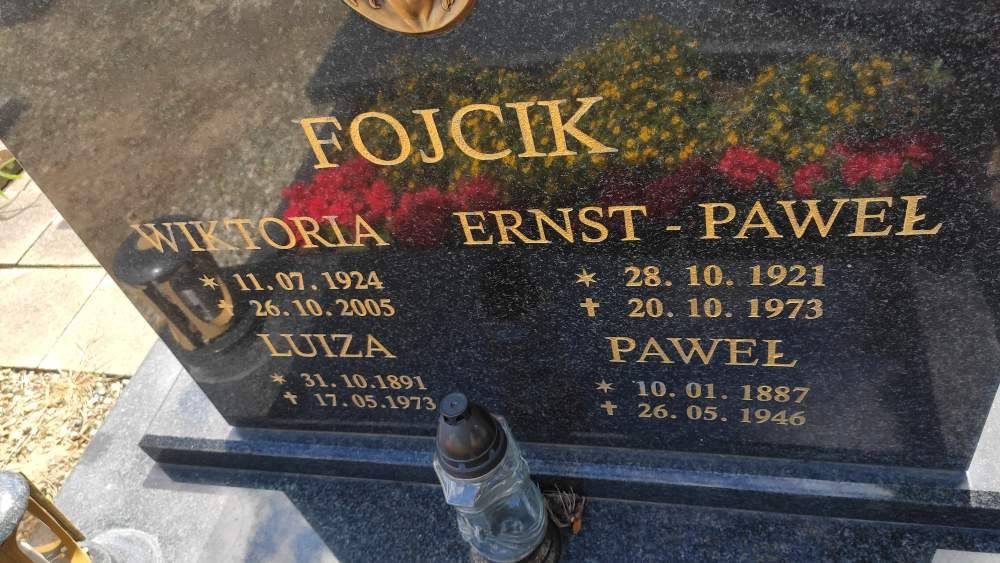 FOJCIK
WIKTORIA ERNST - PAWEŁ
* 11.07.1924 * 28.10.1921
✝ 26.10.2005 ✝ 20.10.1973
LUIZA PAWEŁ
* 31.10.1891 * 10.01.1887
✝ 17.05.1973 ✝ 26.05.1946